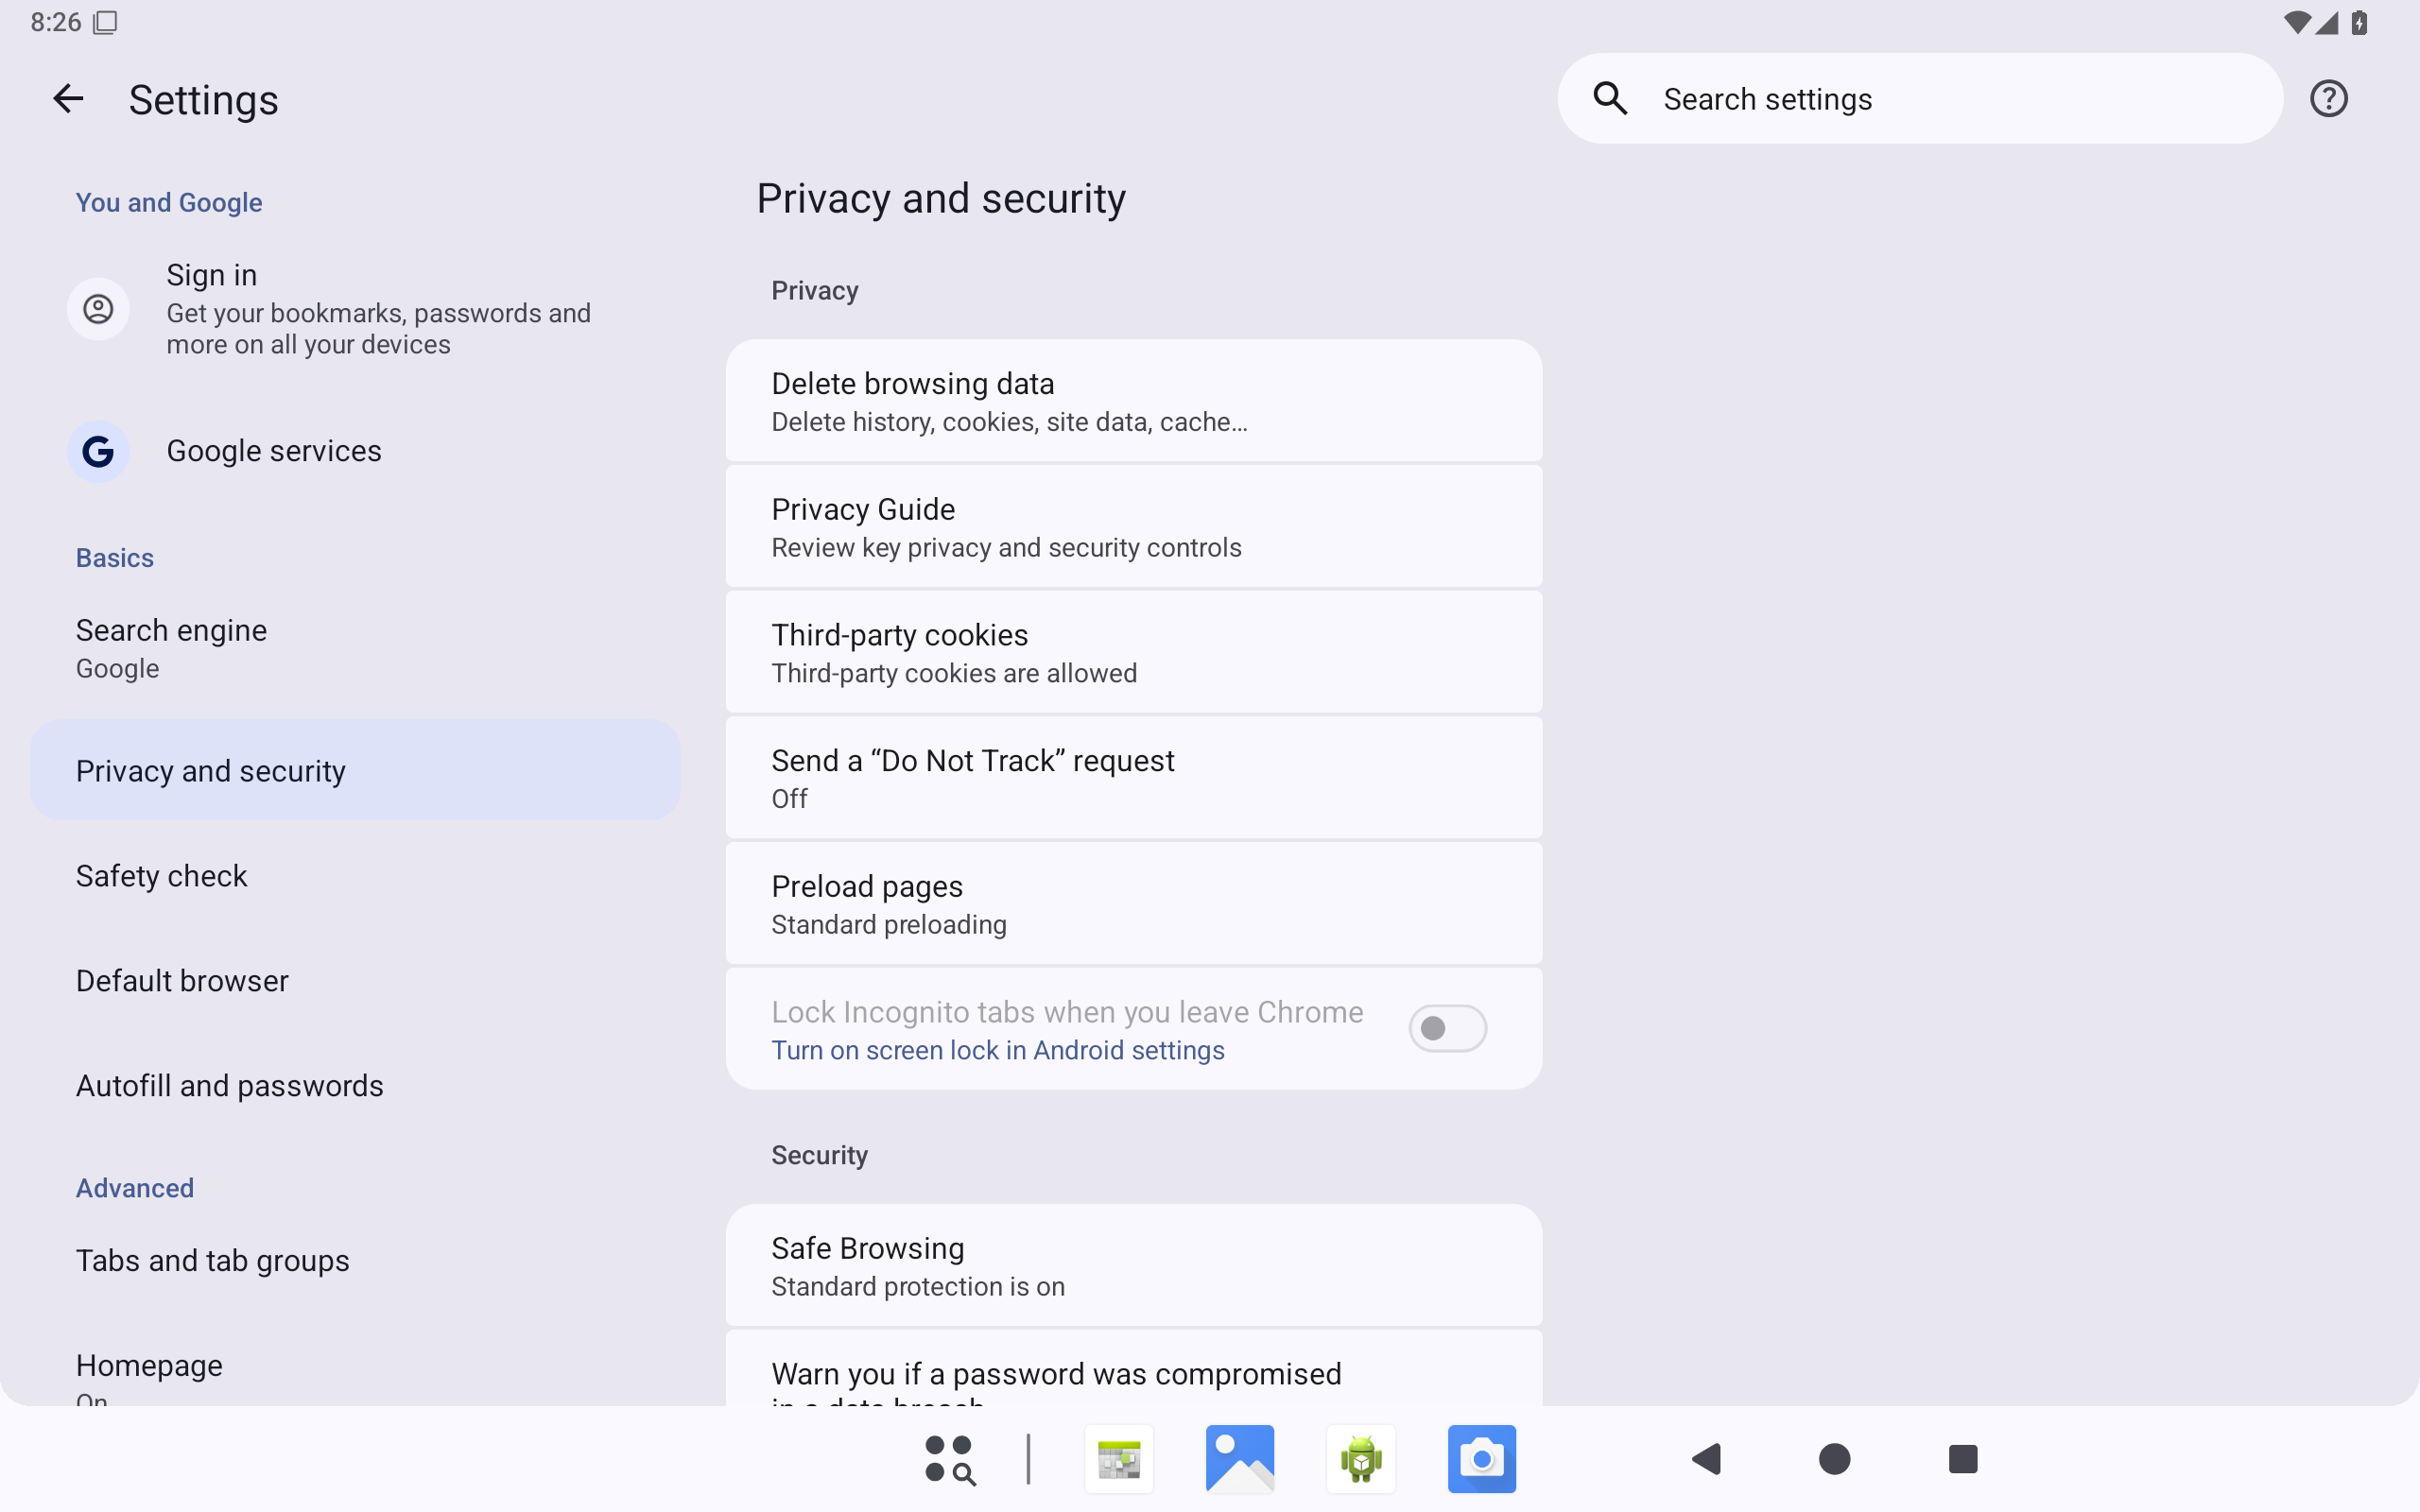 8:26
Settings
Search settings
You and Google
Sign in
Get your bookmarks, passwords and
more on all your devices
Google services
Basics
Search engine
Google
Privacy and security
Safety check
Default browser
Autofill and passwords
Advanced
Tabs and tab groups
Homepage
On
Privacy and security
Privacy
Delete browsing data
Delete history, cookies, site data, cache…
Privacy Guide
Review key privacy and security controls
Third-party cookies
Third-party cookies are allowed
Send a “Do Not Track” request
Off
Preload pages
Standard preloading
Lock Incognito tabs when you leave Chrome
Turn on screen lock in Android settings
Security
Safe Browsing
Standard protection is on
Warn you if a password was compromised
in a data breach